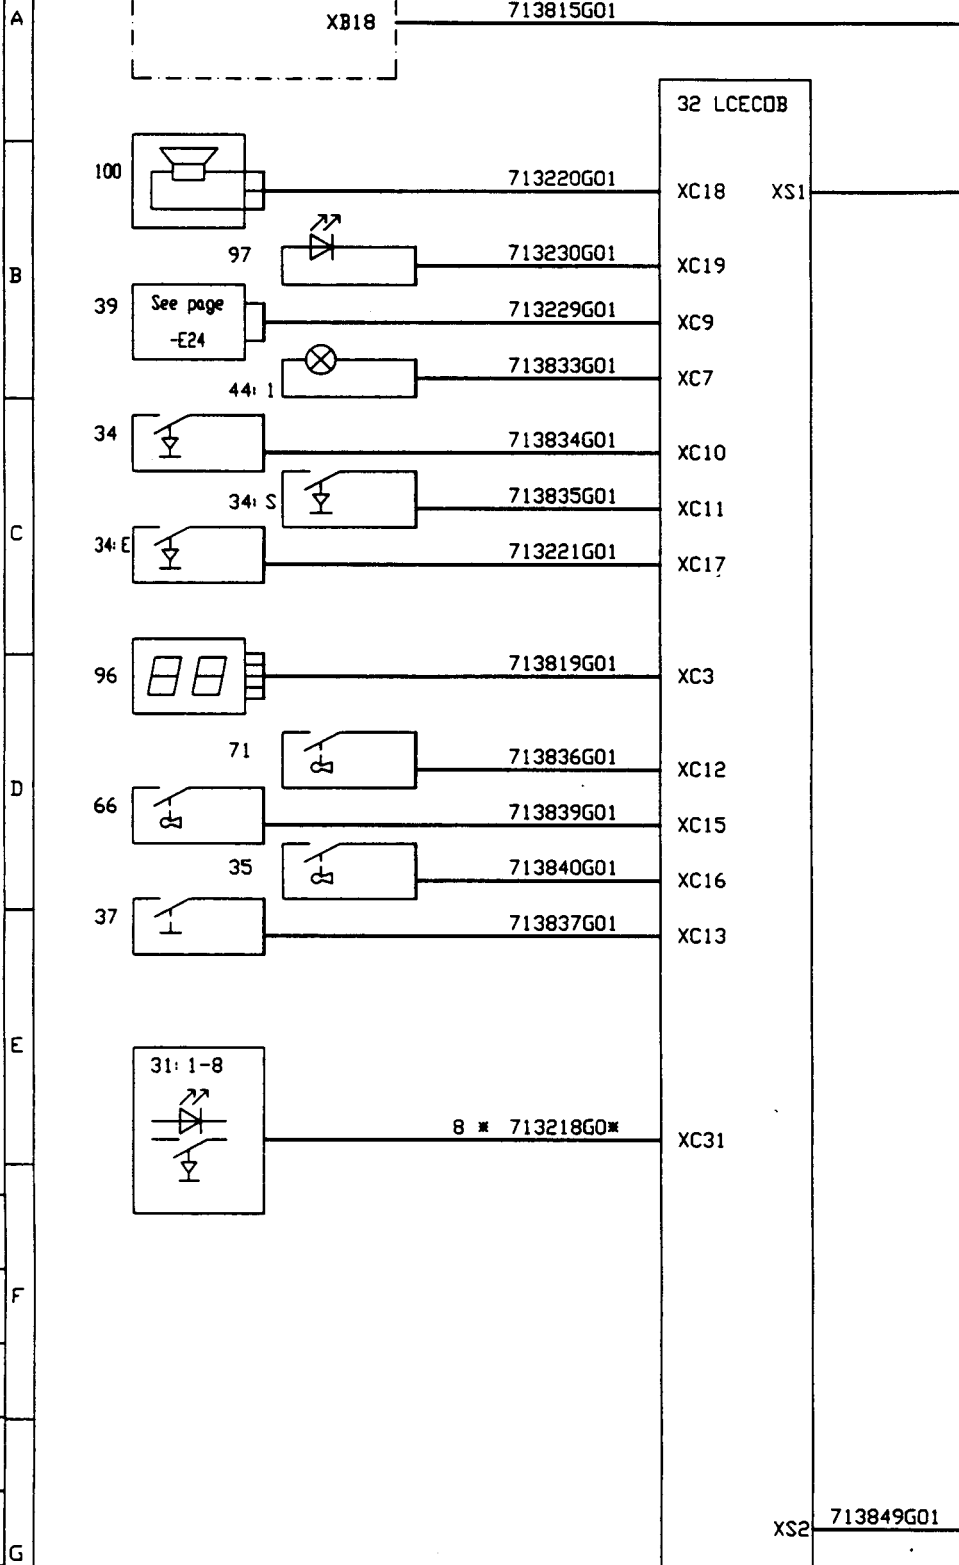 A
713815G01
XB18
32 LCECOB
100
713220G01
XC18
XS1
97
713230G01
XC19
B
39
See page
-E24
713229G01
XC9
44: 1
713833G01
XC7
34
713834G01
XC10
34: S
713835G01
XC11
C
34:E
713221G01
XC17
96
713819G01
XC3
71
713836G01
XC12
D
66
713839G01
XC15
35
713840G01
XC16
37
713837G01
XC13
E
31: 1-8
8 * 713218G0*
XC31
F
XS2
713849G01
G